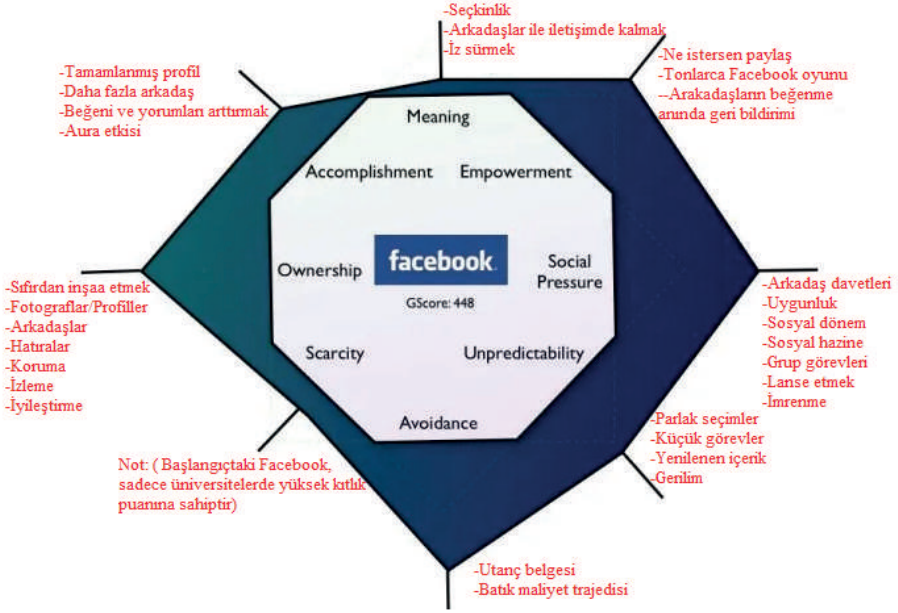 -Seçkinlik
-Arkadaşlar ile iletişimde kalmak
-İz sürmek
-Ne istersen paylaş
-Tonlarca Facebook oyunu
--Arakadaşların beğenme
anında geri bildirimi
-Tamamlanmış profil
-Daha fazla arkadaş
-Beğeni ve yorumları arttırmak
-Aura etkisi
Meaning
Accomplishment
Empowerment
Ownership
facebook
GScore: 448
Social
Pressure
Scarcity
Unpredictability
Avoidance
-Sıfırdan inşaa etmek
-Fotograflar/Profiller
-Arkadaşlar
-Hatıralar
-Koruma
-İzleme
-İyileştirme
-Arkadaş davetleri
-Uygunluk
-Sosyal dönem
-Sosyal hazine
-Grup görevleri
-Lanse etmek
-İmrenme
-Parlak seçimler
-Küçük görevler
-Yenilenen içerik
-Gerilim
Not: ( Başlangıçtaki Facebook,
sadece üniversitelerde yüksek kıtlık
puanına sahiptir)
-Utanç belgesi
-Batık maliyet trajedisi